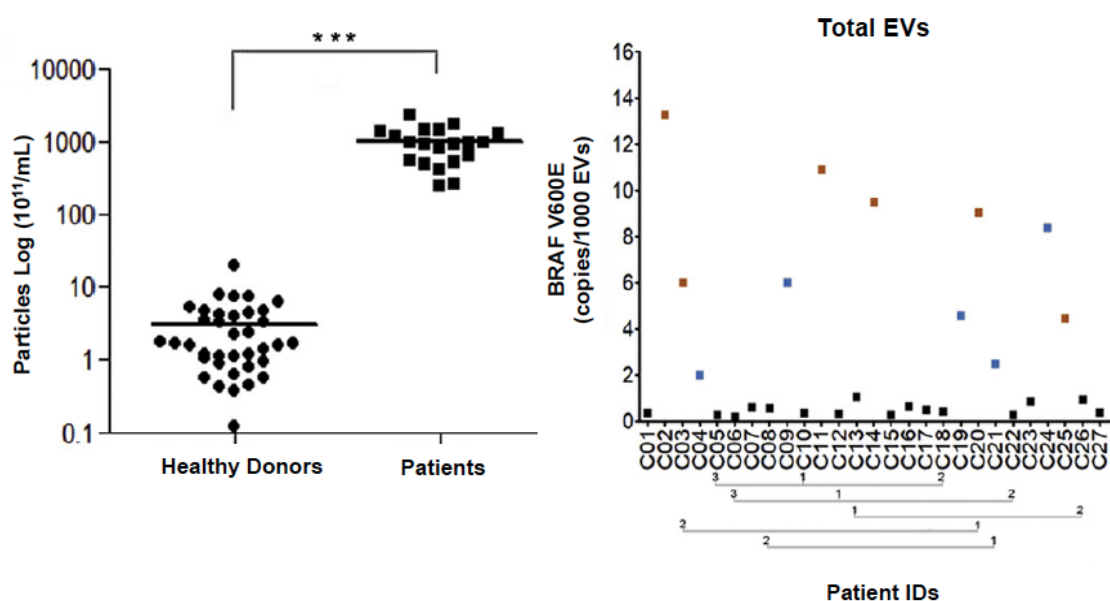 ***
10000
1000
100
10
1
0.1
Particles Log (10¹¹/mL)
Healthy Donors
Patients
Total EVs
16
14
12
10
8
6
4
2
0
BRAF V600E
(copies/1000 EVs)
C01 C02 C03 C04 C05 C06 C07 C08 C09 C10 C11 C12 C13 C14 C15 C16 C17 C18 C19 C20 C21 C22 C23 C24 C25 C26 C27
3 1 2
3 1 2
1 2
2 1
2 1
Patient IDs